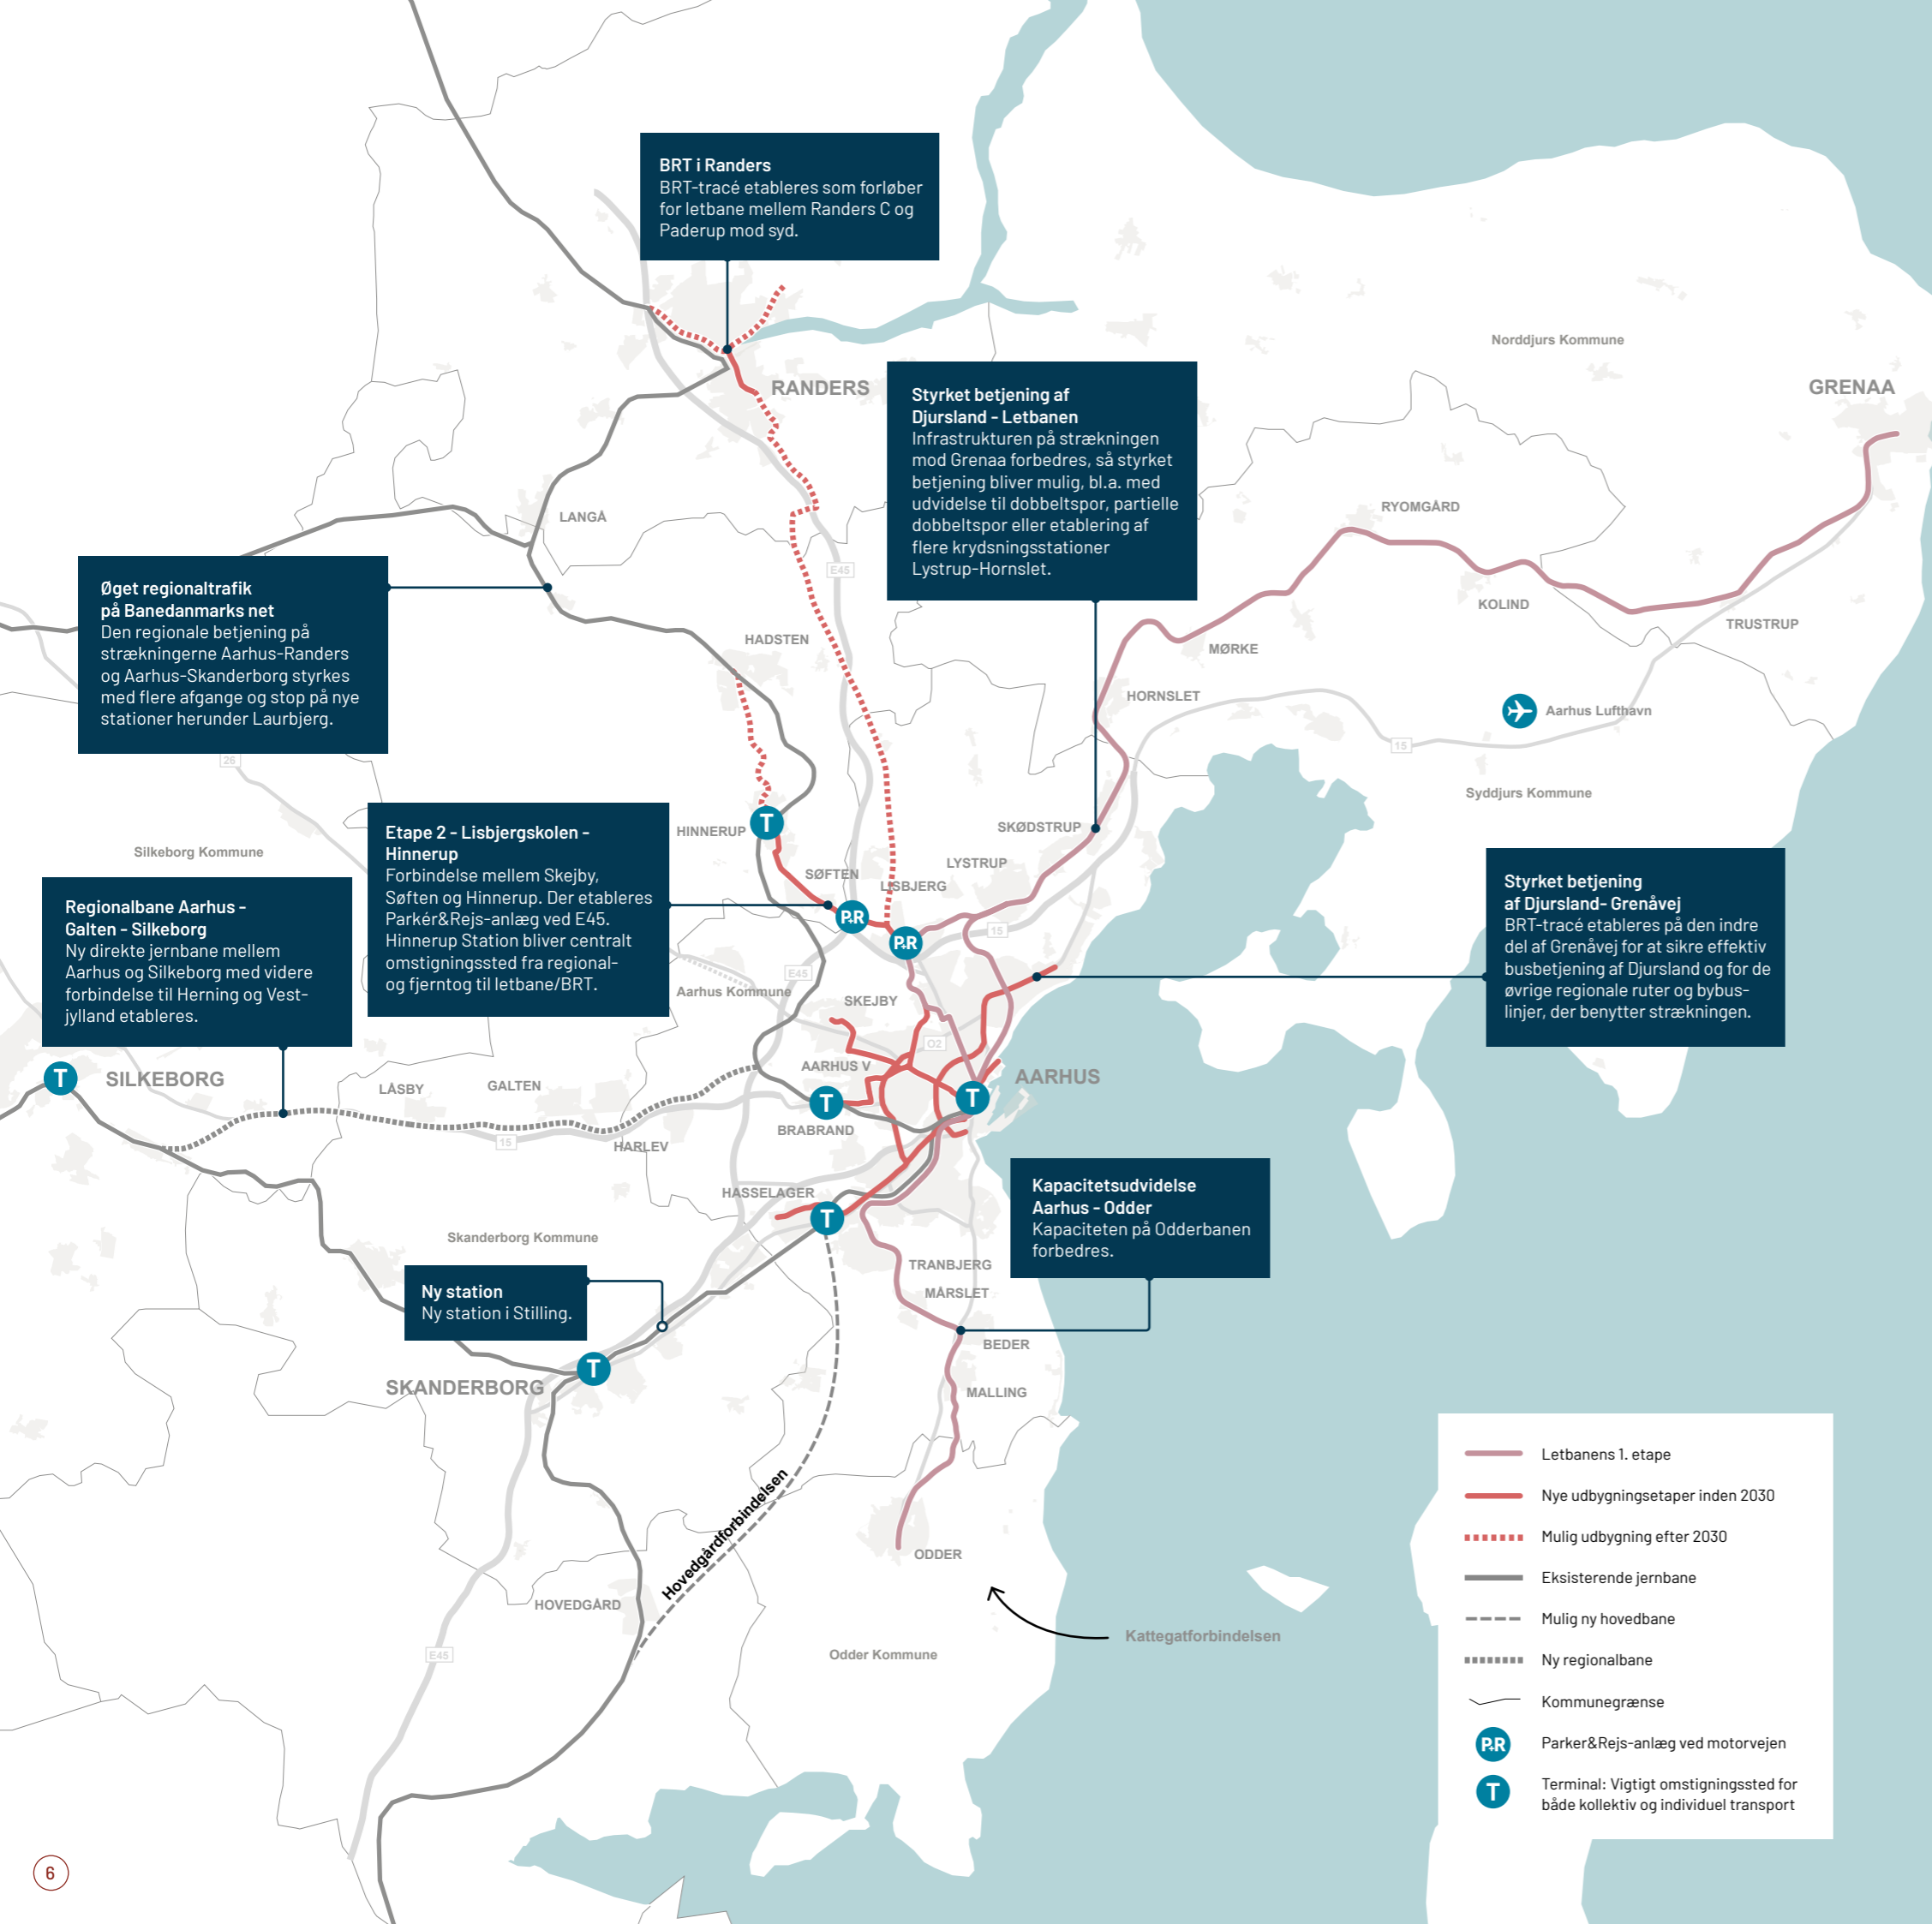 BRT i Randers
BRT-tracé etableres som forløber
for letbane mellem Randers C og
Paderup mod syd.
Norddjurs Kommune
GRENAA
RANDERS
Styrket betjening af
Djursland - Letbanen
Infrastrukturen på strækningen
mod Grenaa forbedres, så styrket
betjening bliver mulig, bl.a. med
udvidelse til dobbeltspor, partielle
dobbeltspor eller etablering af
flere krydsningsstationer
Lystrup-Hornslet.
LANGÅ
RYOMGÅRD
E45
KOLIND
TRUSTRUP
Øget regionaltrafik
på Banedanmarks net
Den regionale betjening på
strækningerne Aarhus-Randers
og Aarhus-Skanderborg styrkes
med flere afgange og stop på nye
stationer herunder Laurbjerg.
HADSTEN
MØRKE
HORNSLET
Aarhus Lufthavn
15
26
Syddjurs Kommune
Etape 2 - Lisbjergskolen -
Hinnerup
Forbindelse mellem Skejby,
Søften og Hinnerup. Der etableres
Parkér&Rejs-anlæg ved E45.
Hinnerup Station bliver centralt
omstigningssted fra regional-
og fjerntog til letbane/BRT.
HINNERUP
T
SKØDSTRUP
Silkeborg Kommune
LYSTRUP
SØFTEN
LISBJERG
P+R
P+R
15
Regionalbane Aarhus -
Galten - Silkeborg
Ny direkte jernbane mellem
Aarhus og Silkeborg med videre
forbindelse til Herning og Vest-
jylland etableres.
Styrket betjening
af Djursland- Grenåvej
BRT-tracé etableres på den indre
del af Grenåvej for at sikre effektiv
busbetjening af Djursland og for de
øvrige regionale ruter og bybus-
linjer, der benytter strækningen.
E45
Aarhus Kommune
SKEJBY
O2
AARHUS V
AARHUS
T
SILKEBORG
LÅSBY
GALTEN
T
T
BRABRAND
15
HARLEV
HASSELAGER
T
Kapacitetsudvidelse
Aarhus - Odder
Kapaciteten på Odderbanen
forbedres.
Skanderborg Kommune
TRANBJERG
MÅRSLET
Ny station
Ny station i Stilling.
BEDER
T
SKANDERBORG
MALLING
Hovedgårdforbindelsen
ODDER
HOVEDGÅRD
E45
Odder Kommune
Kattegatforbindelsen
Letbanens 1. etape
Nye udbygningsetaper inden 2030
Mulig udbygning efter 2030
Eksisterende jernbane
Mulig ny hovedbane
Ny regionalbane
Kommunegrænse
P+R
Parker&Rejs-anlæg ved motorvejen
T
Terminal: Vigtigt omstigningssted for
både kollektiv og individuel transport
6